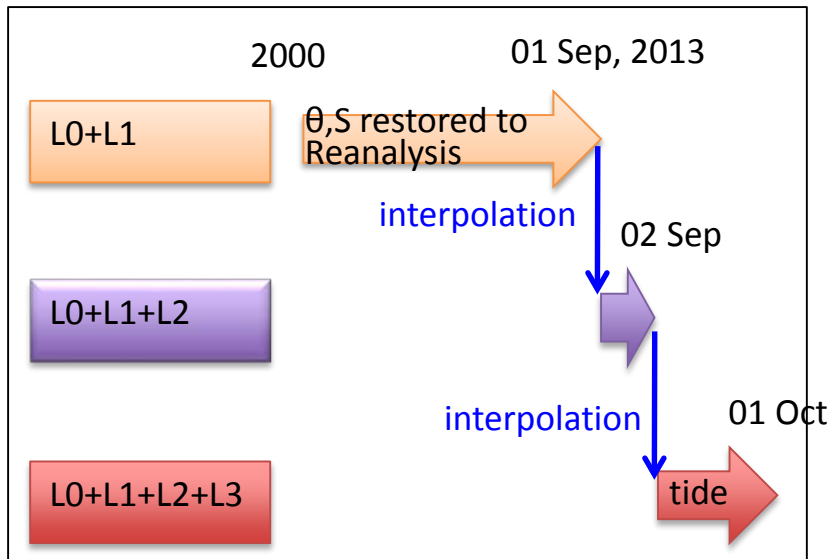 2000
01 Sep, 2013
L0+L1
θ,S restored to
Reanalysis
interpolation
02 Sep
L0+L1+L2
interpolation
01 Oct
L0+L1+L2+L3
tide